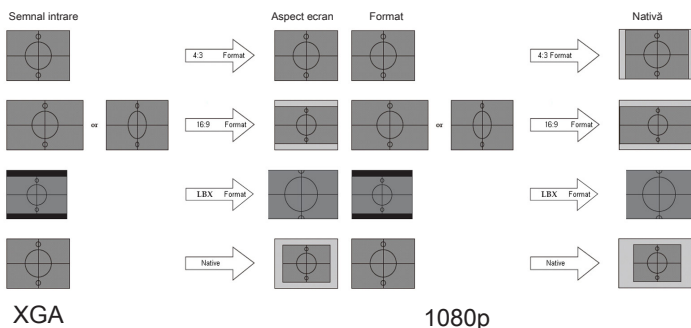 Semnal intrare Aspect ecran Format Nativă
4:3 Format 4:3 Format
or 16:9 Format or 16:9 Format
LBX Format LBX Format
Native Native
XGA 1080p